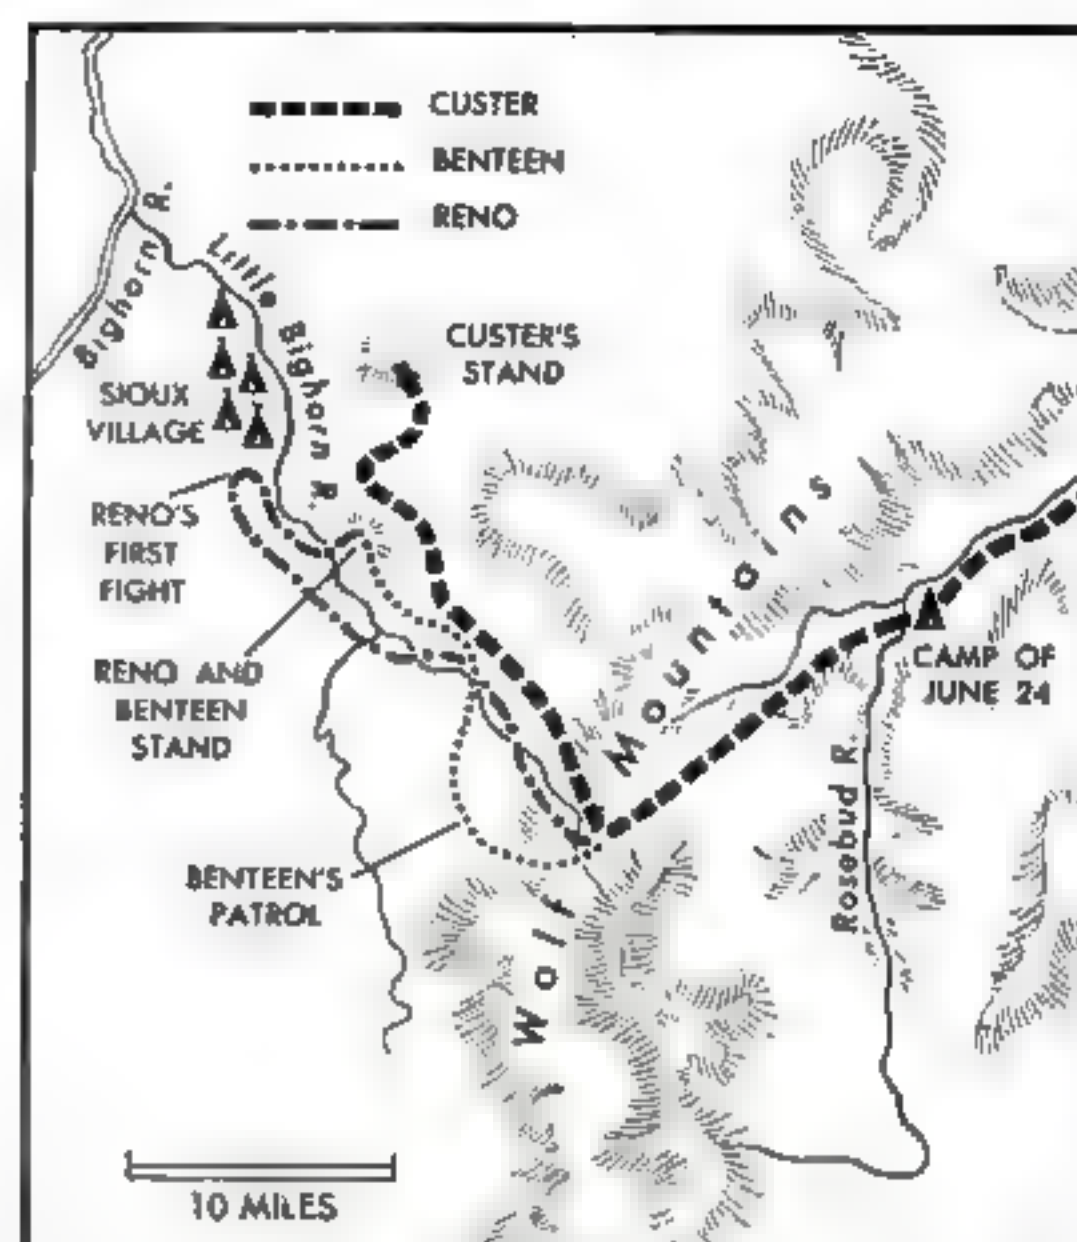 CUSTER
BENTEEN
RENO
Bighorn R.
Little Bighorn R.
CUSTER'S
STAND
SIOUX
VILLAGE
RENO'S
FIRST
FIGHT
RENO AND
BENTEEN
STAND
CAMP OF
JUNE 24
Rosebud R.
BENTEEN'S
PATROL
Wolf Mountains
10 MILES